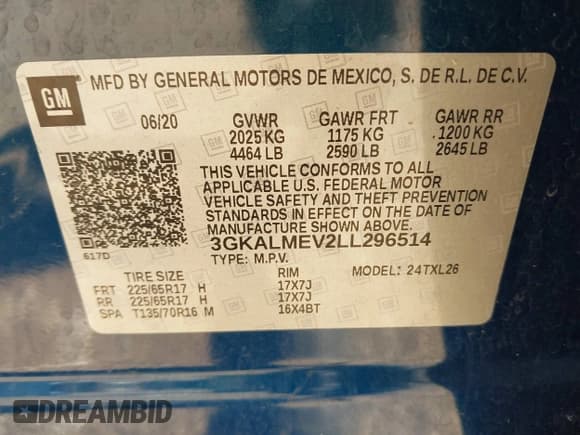 GM MFD BY GENERAL MOTORS DE MEXICO, S. DE R.L. DE C.V.
06/20 GVWR GAWR FRT GAWR RR
2025 KG 1175 KG 1200 KG
4464 LB 2590 LB 2645 LB
THIS VEHICLE CONFORMS TO ALL
APPLICABLE U.S. FEDERAL MOTOR
VEHICLE SAFETY AND THEFT PREVENTION
STANDARDS IN EFFECT ON THE DATE OF
MANUFACTURE SHOWN ABOVE.
617D 3GKALMEV2LL296514
TYPE: M.P.V. MODEL: 24TXL26
TIRE SIZE RIM
FRT 225/65R17 H 17X7J
RR 225/65R17 H 17X7J
SPA T135/70R16 M 16X4BT
DREAMBID